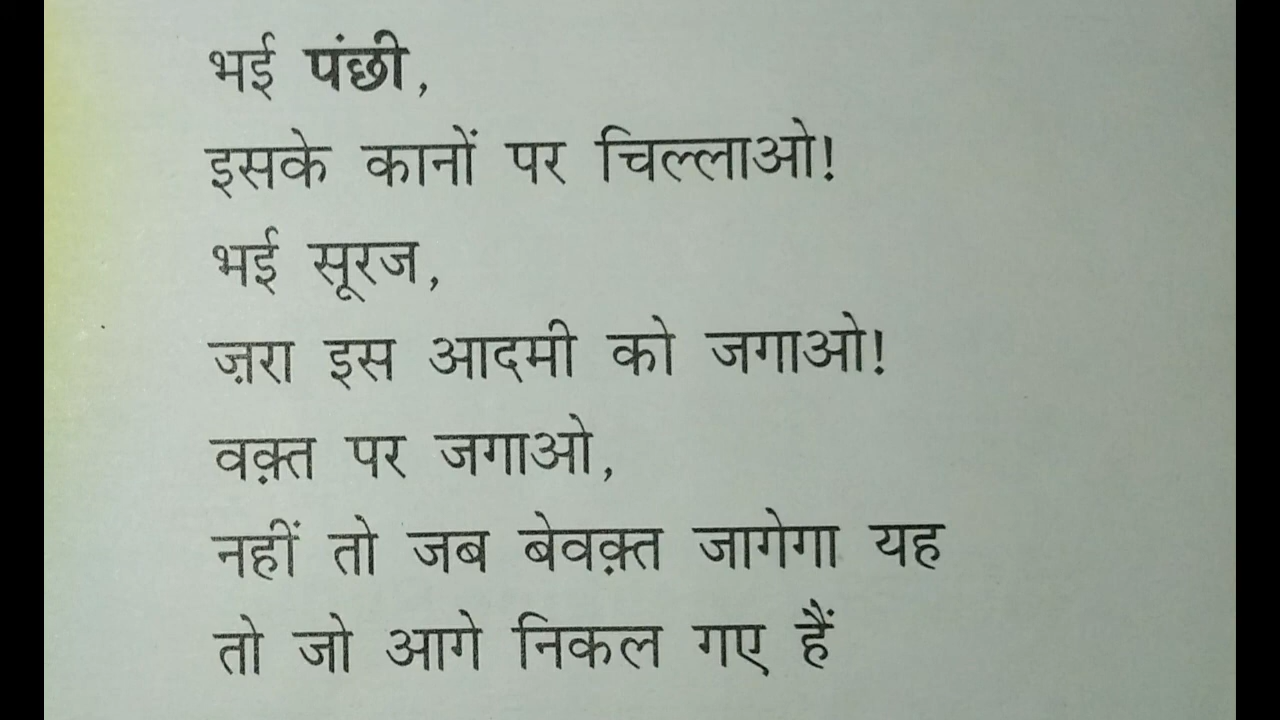 भई पंछी,
इसके कानों पर चिल्लाओ!
भई सूरज,
ज़रा इस आदमी को जगाओ!
वक़्त पर जगाओ,
नहीं तो जब बेवक़्त जागेगा यह
तो जो आगे निकल गए हैं